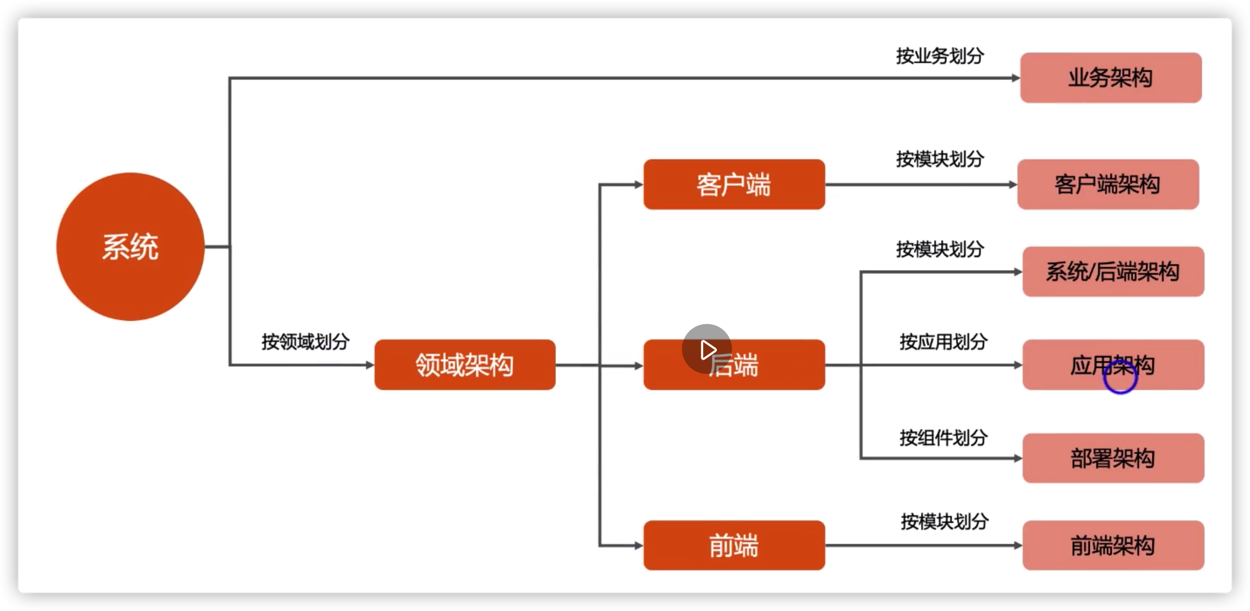 按业务划分
业务架构
按模块划分
客户端
客户端架构
系统
按模块划分
系统/后端架构
按领域划分
领域架构
后端
按应用划分
应用架构
按组件划分
部署架构
按模块划分
前端
前端架构